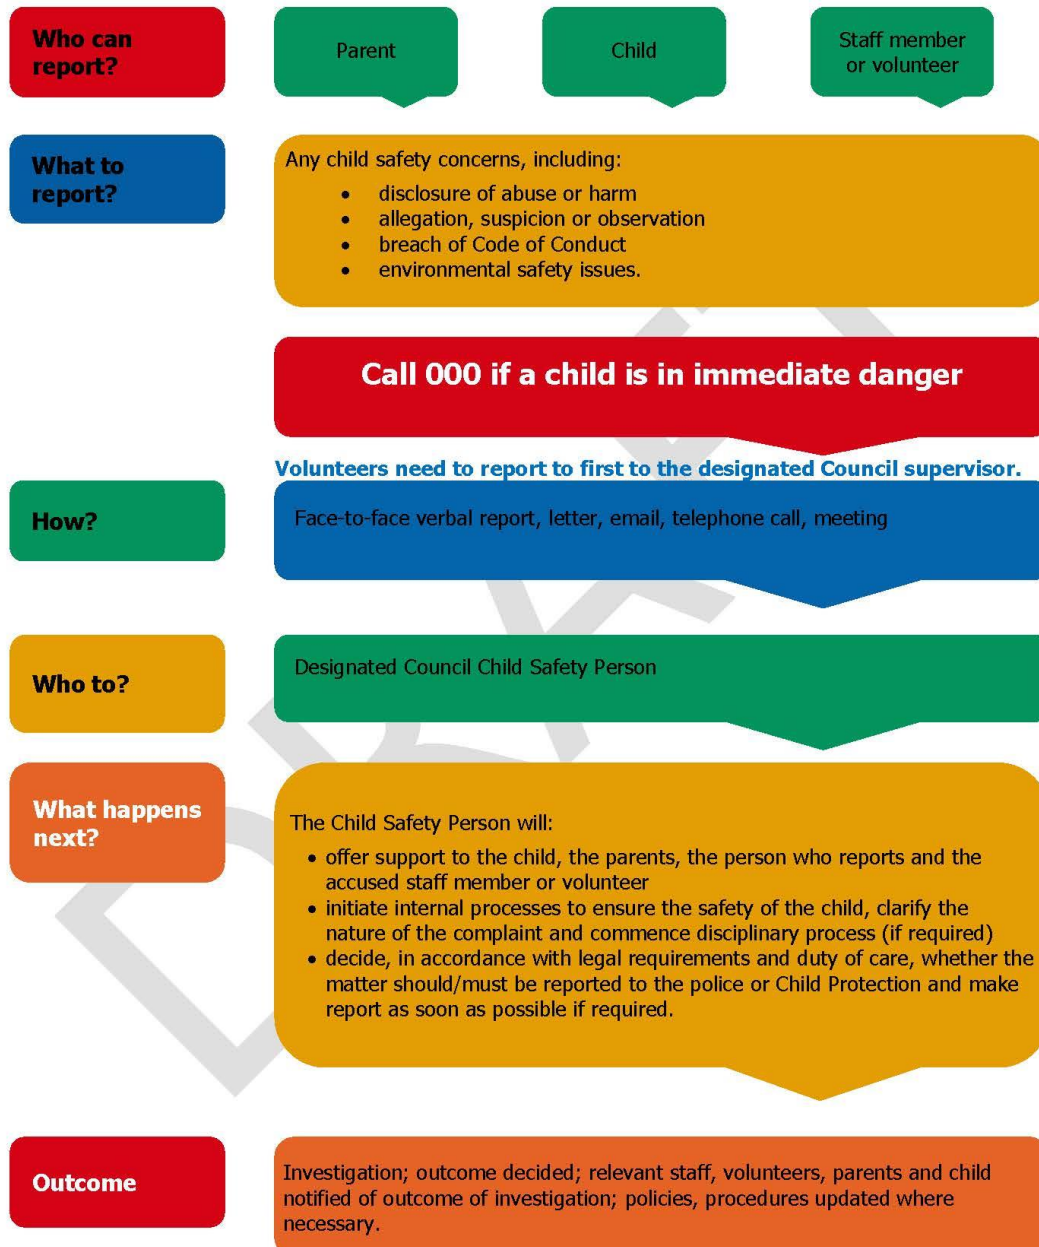 Who can
report?
Parent
Child
Staff member
or volunteer
What to
report?
Any child safety concerns, including:
• disclosure of abuse or harm
• allegation, suspicion or observation
• breach of Code of Conduct
• environmental safety issues.
Call 000 if a child is in immediate danger
Volunteers need to report to first to the designated Council supervisor.
How?
Face-to-face verbal report, letter, email, telephone call, meeting
Who to?
Designated Council Child Safety Person
What happens
next?
The Child Safety Person will:
• offer support to the child, the parents, the person who reports and the
accused staff member or volunteer
• initiate internal processes to ensure the safety of the child, clarify the
nature of the complaint and commence disciplinary process (if required)
• decide, in accordance with legal requirements and duty of care, whether the
matter should/must be reported to the police or Child Protection and make
report as soon as possible if required.
Outcome
Investigation; outcome decided; relevant staff, volunteers, parents and child
notified of outcome of investigation; policies, procedures updated where
necessary.
DRAFT